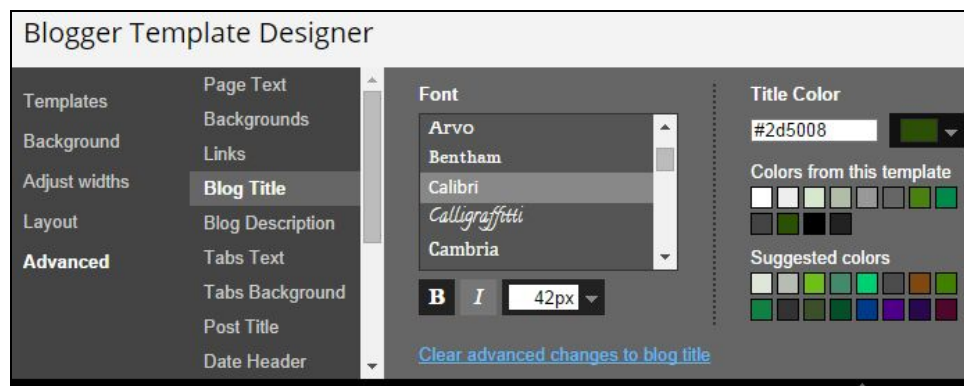 Blogger Template Designer
Templates
Background
Adjust widths
Layout
Advanced
Page Text
Backgrounds
Links
Blog Title
Blog Description
Tabs Text
Tabs Background
Post Title
Date Header
Font
Arvo
Bentham
Calibri
Calligraffitti
Cambria
B I 42px
Clear advanced changes to blog title
Title Color
#2d5008
Colors from this template
Suggested colors